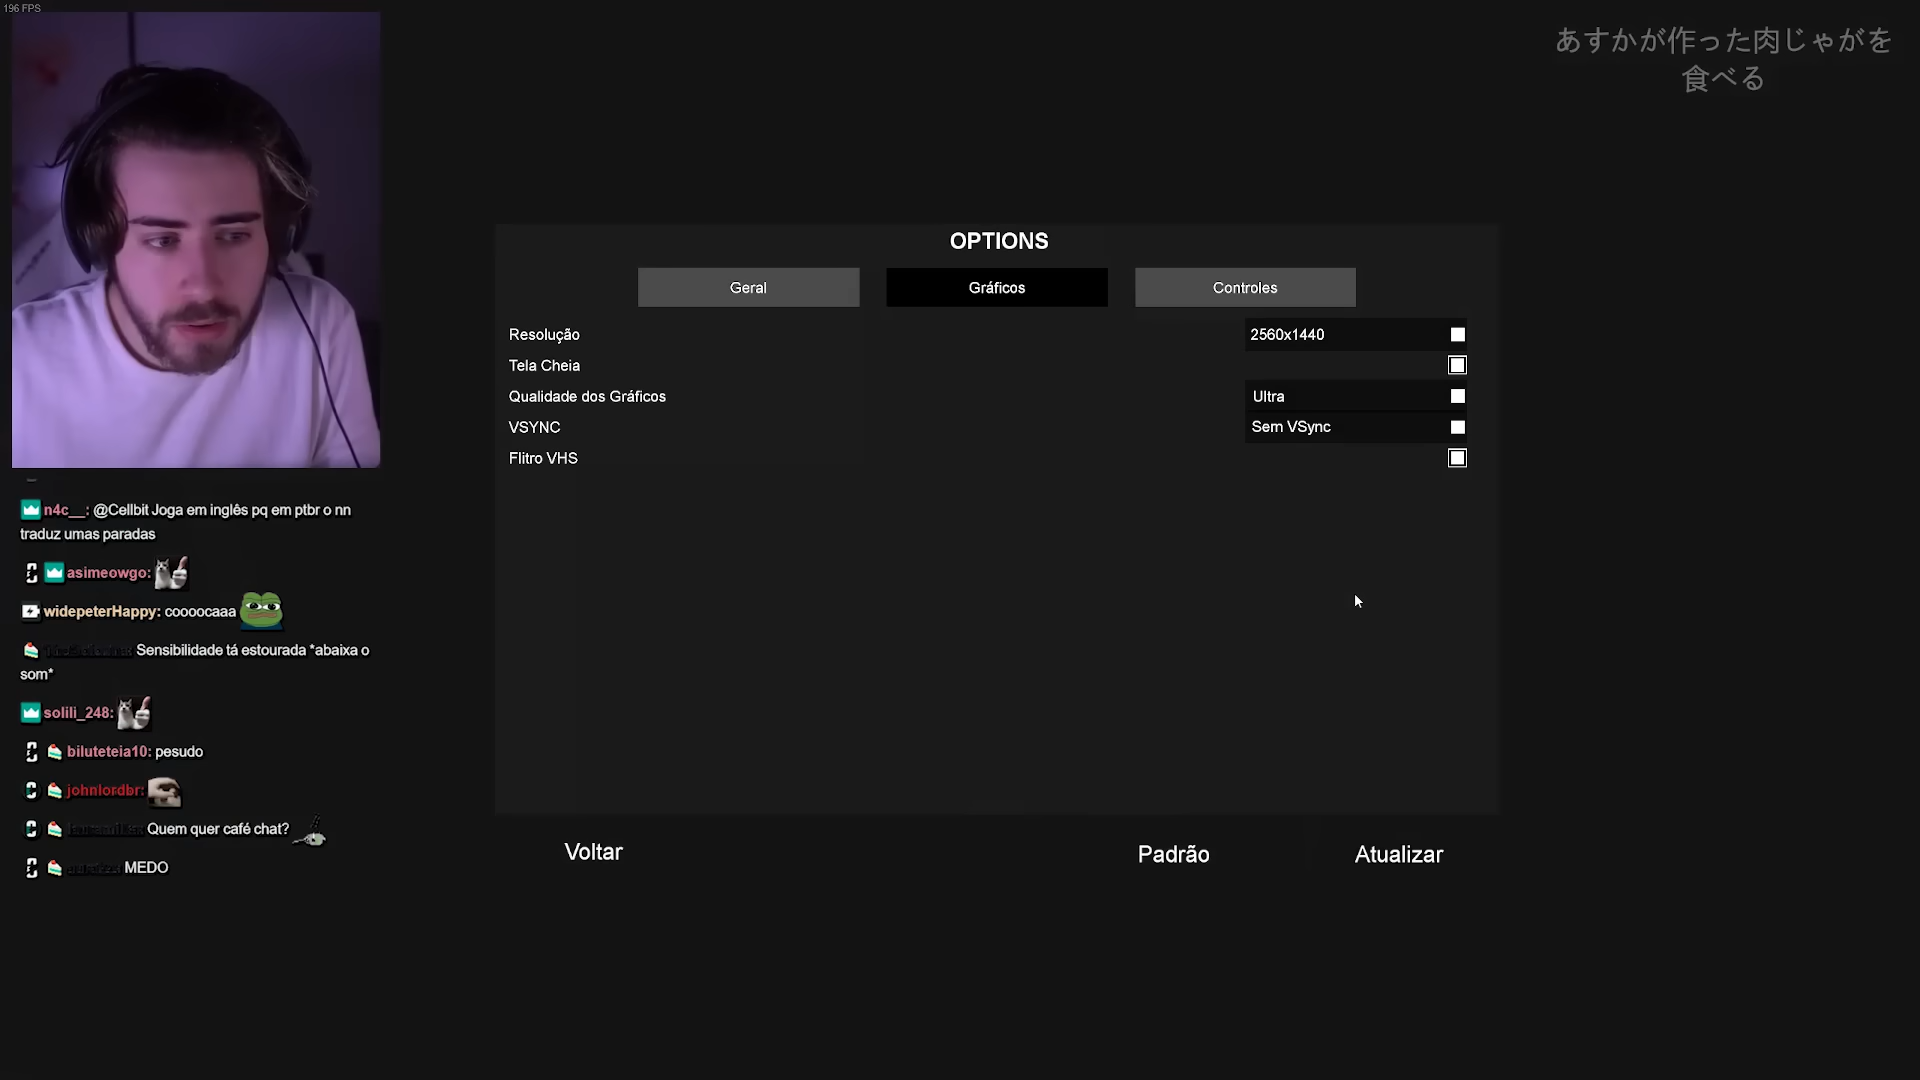 196 FPS
あすかが作った肉じゃがを
食べる
OPTIONS
Geral
Gráficos
Controles
Resolução
2560x1440
Tela Cheia
Qualidade dos Gráficos
Ultra
VSYNC
Sem VSync
Flitro VHS
Voltar
Padrão
Atualizar
n4c__: @Cellbit Joga em inglês pq em ptbr o nn
traduz umas paradas
asimeowgo:
widepeterHappy: coooocaaa
Sensibilidade tá estourada *abaixa o
som*
solili_248:
biluteteia10: pesudo
johnlordbr:
Quem quer café chat?
MEDO